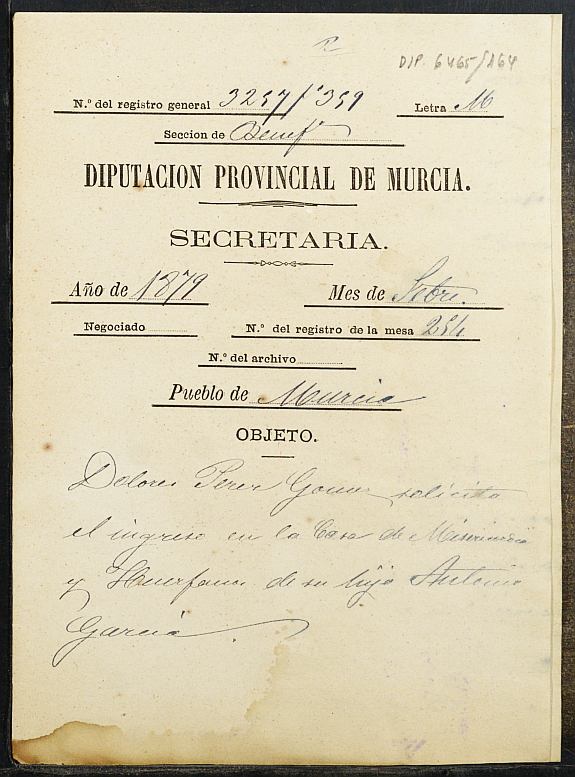 DIP. 6465/164
N.º del registro general 3257/359 Letra M
Seccion de Benef.ª
DIPUTACION PROVINCIAL DE MURCIA.
SECRETARIA.
Año de 1879 Mes de Setbre.
Negociado N.º del registro de la mesa 254
N.º del archivo
Pueblo de Murcia
OBJETO.
Dolores Perez Gomez solicita
el ingreso en la Casa de Misericordia
y Huerfanos de su hijo Antonio
Garcia.